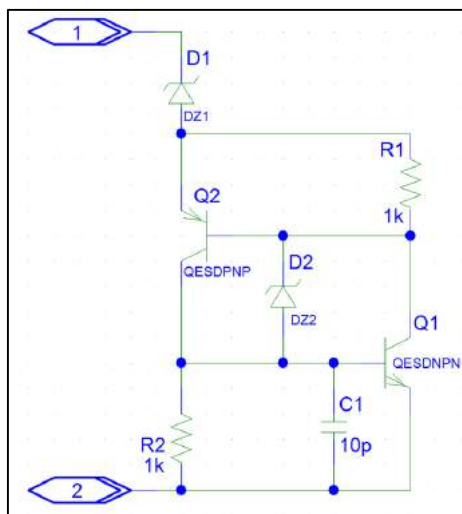 1
D1
DZ1
R1
1k
Q2
QESDPNP
D2
DZ2
Q1
QESDNPN
C1
10p
R2
1k
2